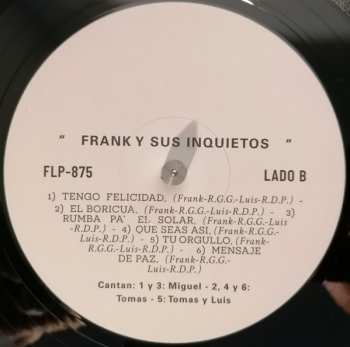 " FRANK Y SUS INQUIETOS "
FLP-875 LADO B
1) TENGO FELICIDAD. (Frank-R.G.G.-Luis-R.D.P.) -
2) EL BORICUA. (Frank-R.G.G.-Luis-R.D.P.) - 3)
RUMBA PA' EL SOLAR. (Frank-R.G.G.-Luis
-R.D.P.) - 4) QUE SEAS ASI. (Frank-R.G.G.-Luis-
R.D.P.) - 5) TU ORGULLO. (Frank-R.G.G.-
Luis-R.D.P.) - 6) MENSAJE
DE PAZ. (Frank-R.G.G.-
Luis-R.D.P.)
Cantan: 1 y 3: Miguel - 2, 4 y 6:
Tomas - 5: Tomas y Luis